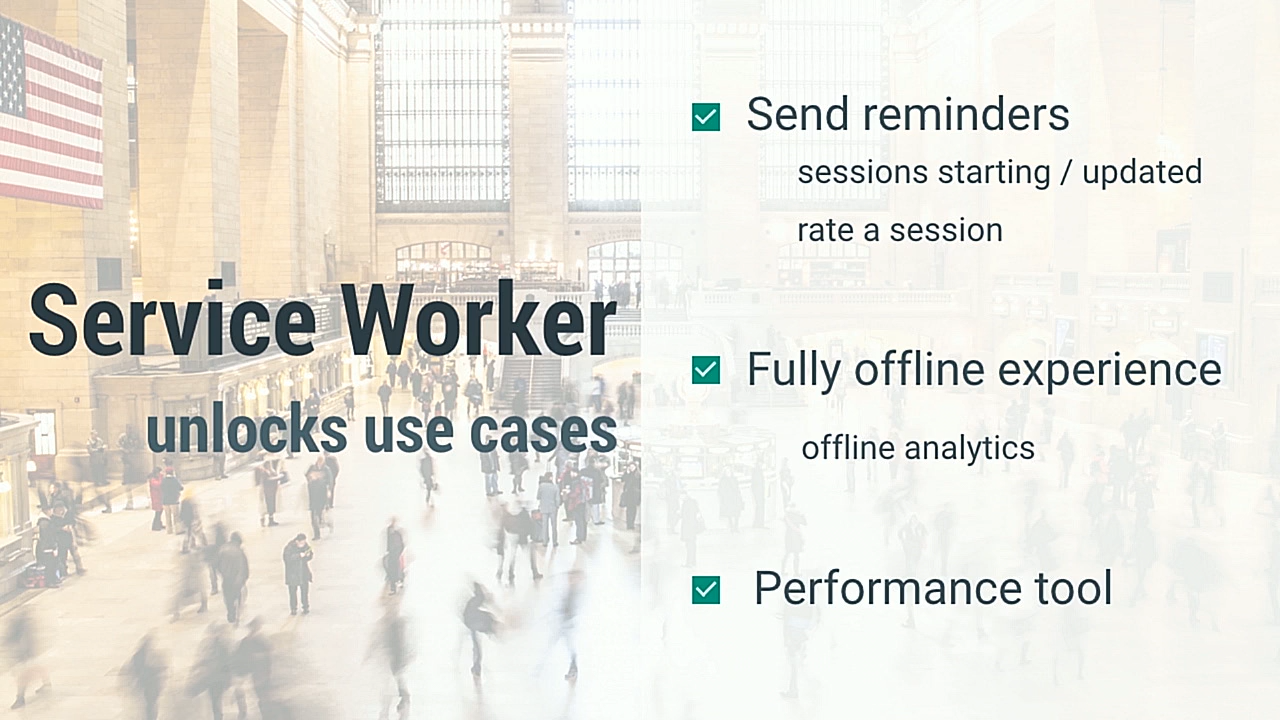 Service Worker
unlocks use cases
Send reminders
sessions starting / updated
rate a session
Fully offline experience
offline analytics
Performance tool